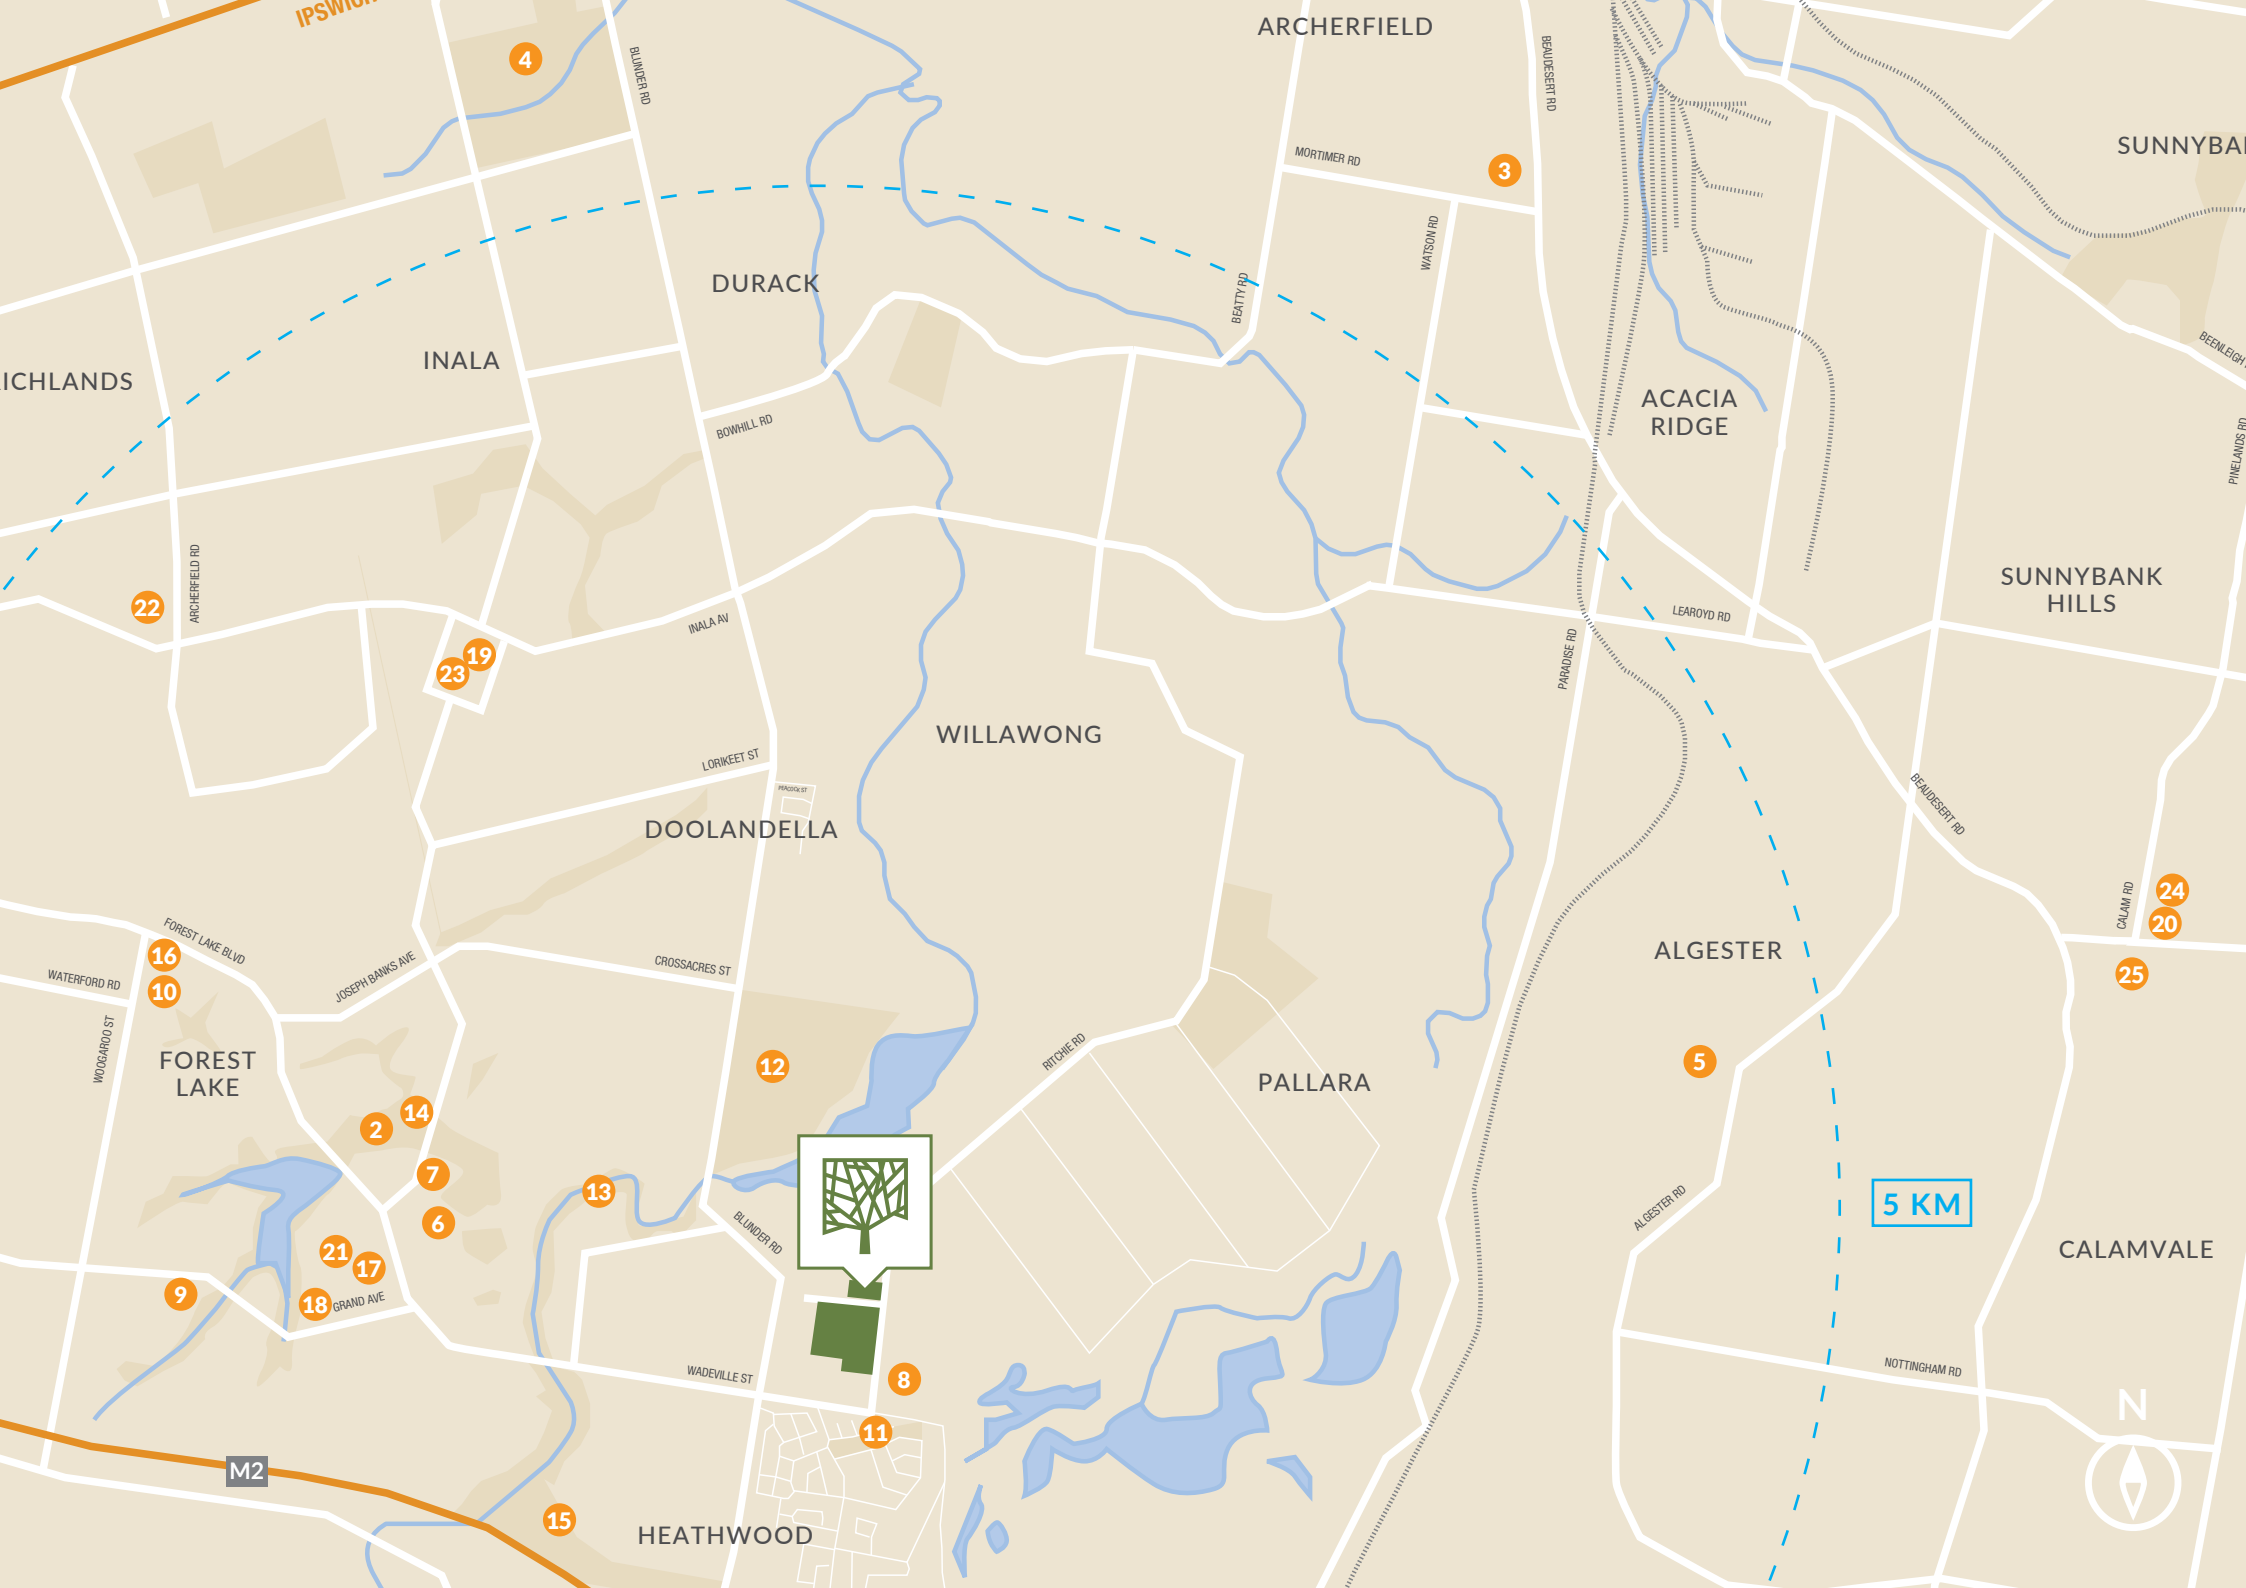 IPSWICH
ARCHERFIELD
4
BLUNDER RD
BEAUDESERT RD
MORTIMER RD
3
SUNNYBA
WATSON RD
DURACK
BEATTY RD
INALA
ICHLANDS
BEENLEIGH
ACACIA
RIDGE
BOWHILL RD
PINELANDS RD
ARCHERFIELD RD
SUNNYBANK
HILLS
22
INALA AV
LEAROYD RD
PARADISE RD
19
23
WILLAWONG
LORIKEET ST
PEACOCK ST
DOOLANDELLA
BEAUDESERT RD
24
CALAM RD
20
FOREST LAKE BLVD
16
ALGESTER
CROSSACRES ST
JOSEPH BANKS AVE
WATERFORD RD
10
25
WOOGAROO ST
FOREST
LAKE
RITCHIE RD
12
5
PALLARA
14
2
7
13
ALGESTER RD
5 KM
6
BLUNDER RD
21
17
CALAMVALE
9
18
GRAND AVE
WADEVILLE ST
8
NOTTINGHAM RD
N
11
M2
15
HEATHWOOD